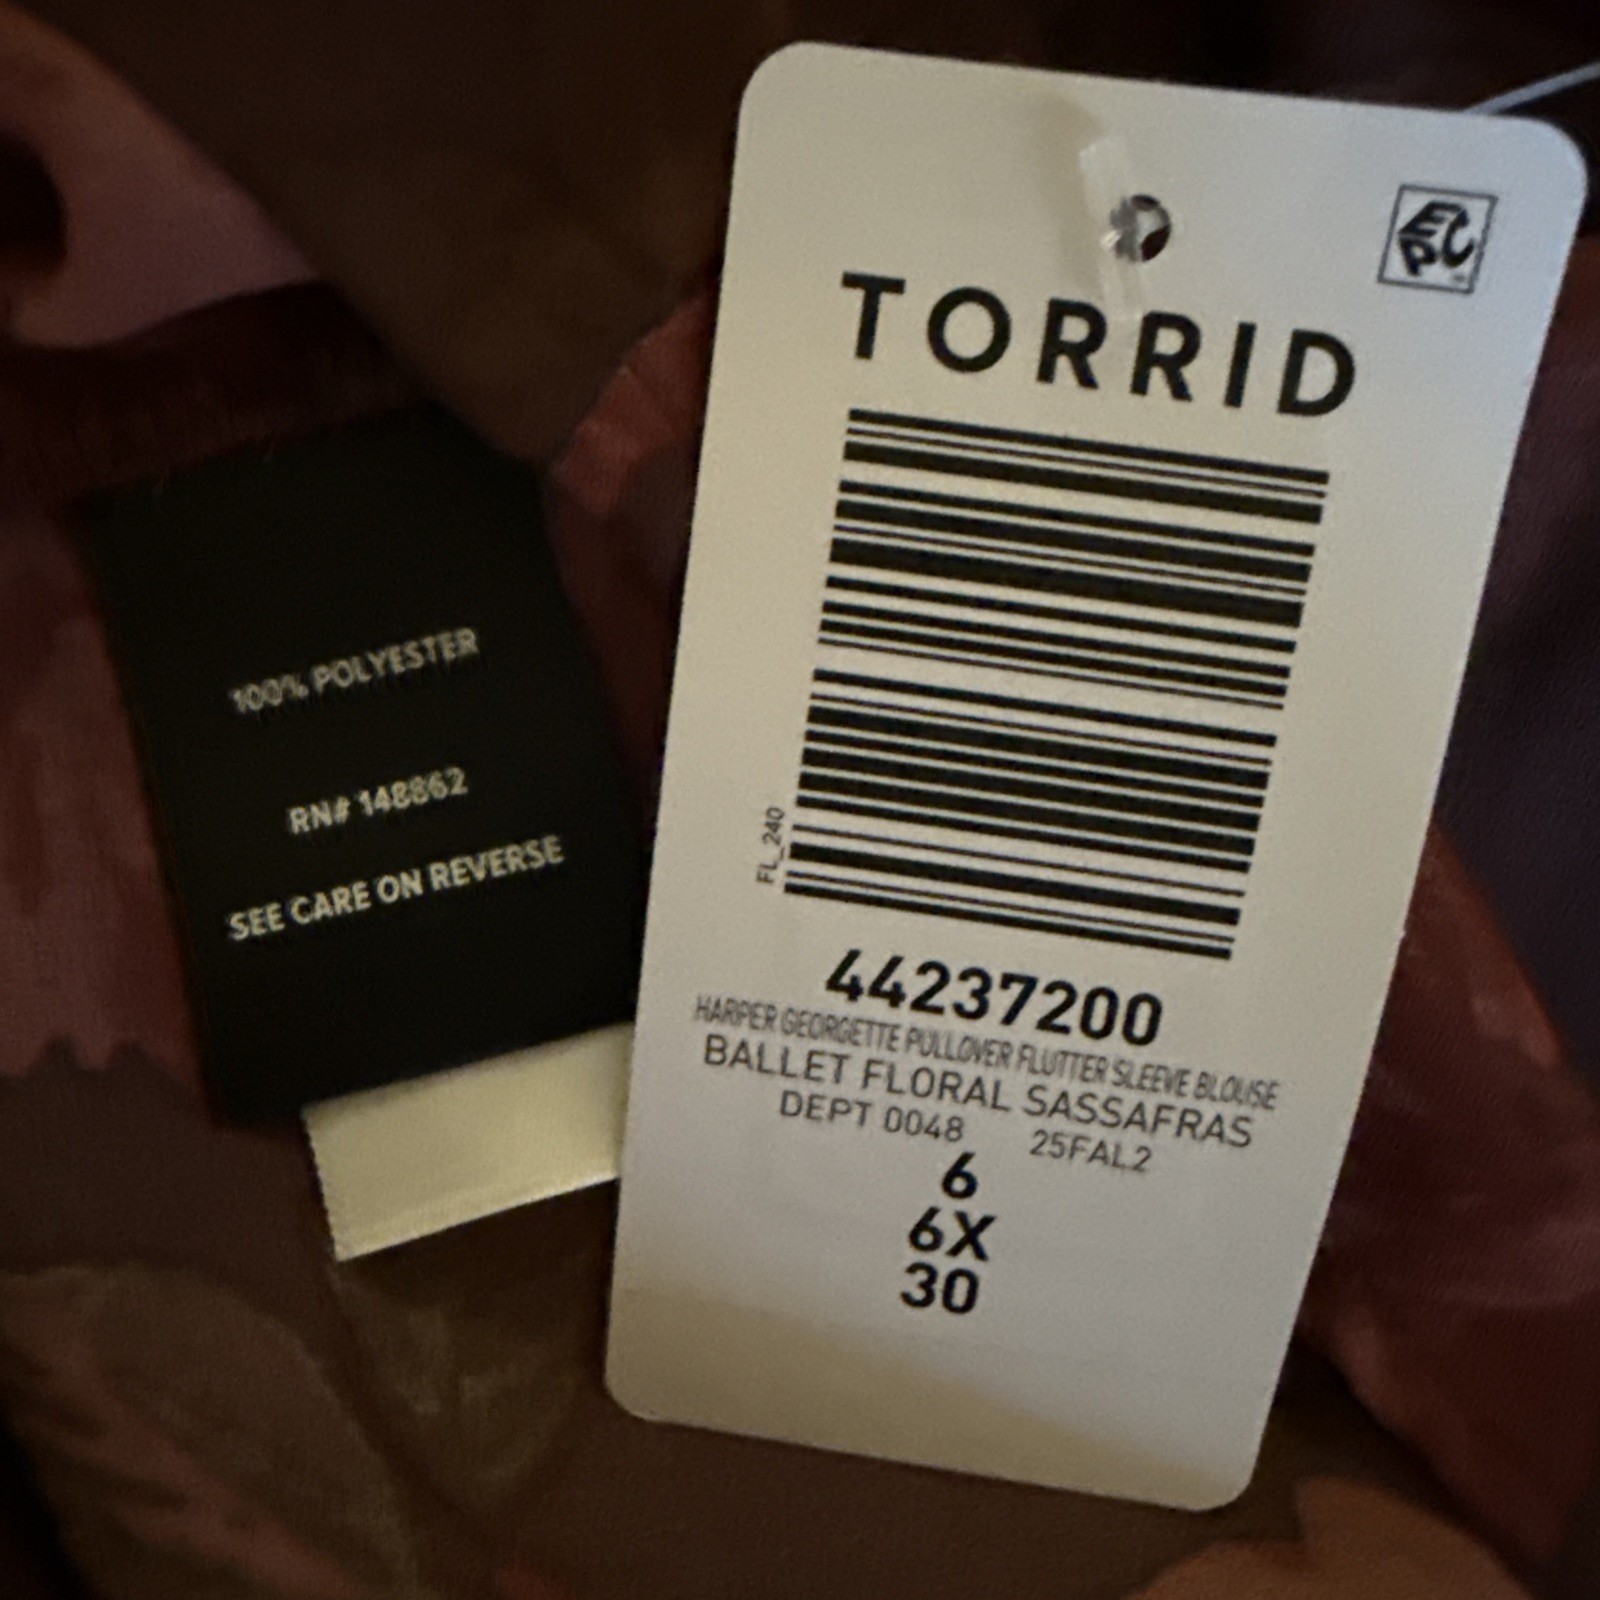 100% POLYESTER
RN# 148862
SEE CARE ON REVERSE
EPC
TORRID
FL_240
44237200
HARPER GEORGETTE PULLOVER FLUTTER SLEEVE BLOUSE
BALLET FLORAL SASSAFRAS
DEPT 0048 25FAL2
6
6X
30